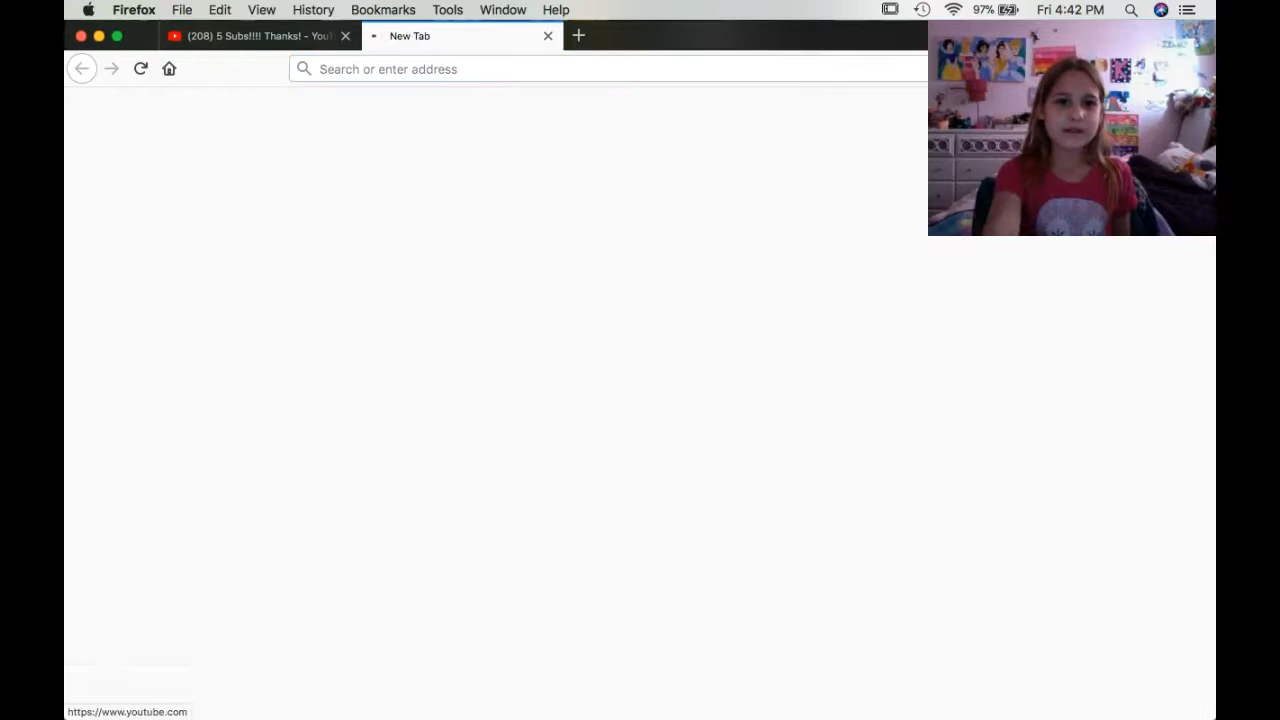 Firefox File Edit View History Bookmarks Tools Window Help 97% Fri 4:42 PM
(208) 5 Subs!!!! Thanks! - You
New Tab
Search or enter address
https://www.youtube.com